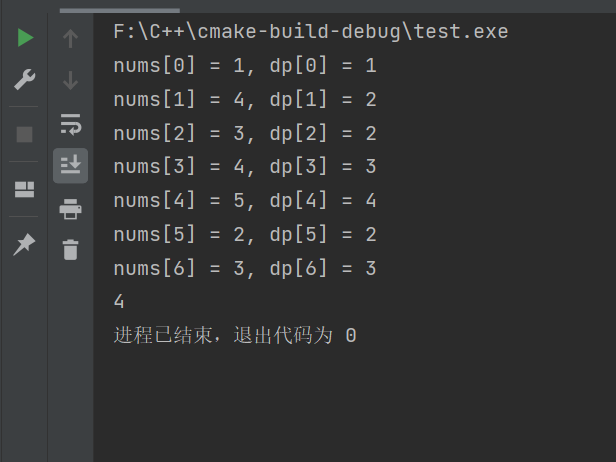 F:\C++\cmake-build-debug\test.exe
nums[0] = 1, dp[0] = 1
nums[1] = 4, dp[1] = 2
nums[2] = 3, dp[2] = 2
nums[3] = 4, dp[3] = 3
nums[4] = 5, dp[4] = 4
nums[5] = 2, dp[5] = 2
nums[6] = 3, dp[6] = 3
4
进程已结束，退出代码为 0